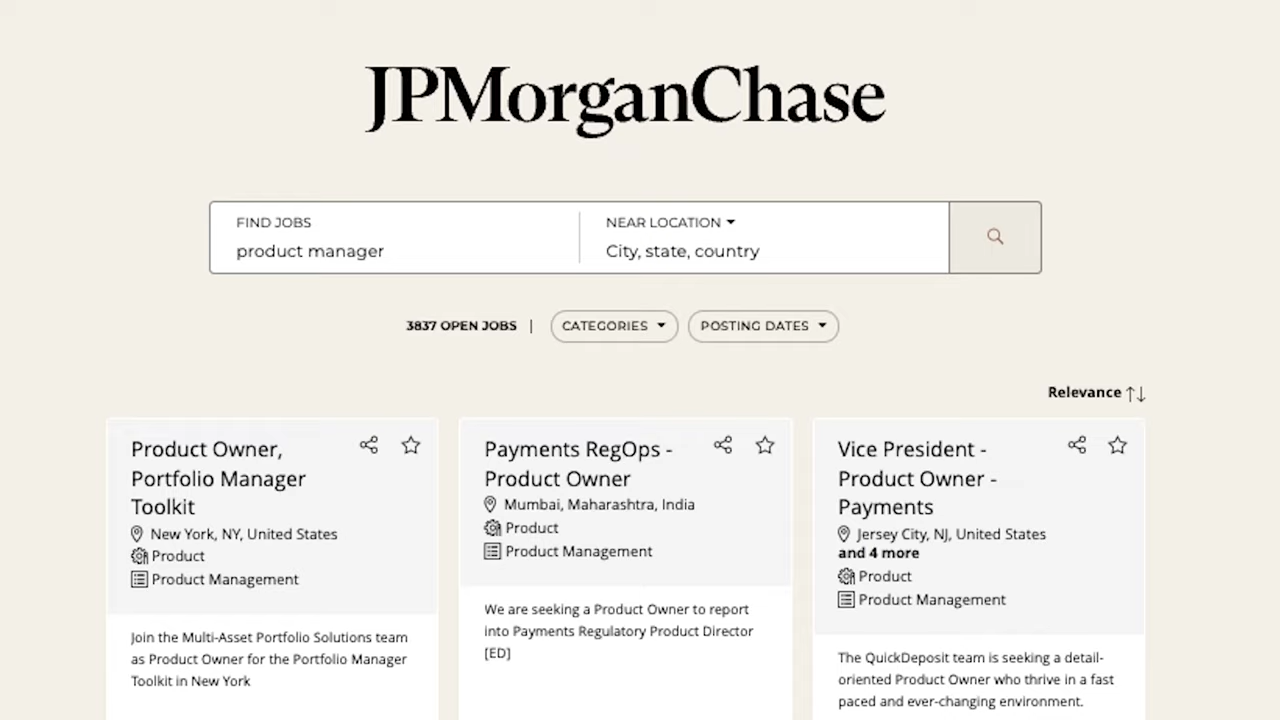 JPMorganChase
FIND JOBS
product manager
NEAR LOCATION
City, state, country
3837 OPEN JOBS | CATEGORIES POSTING DATES
Relevance
Product Owner,
Portfolio Manager
Toolkit
New York, NY, United States
Product
Product Management
Join the Multi-Asset Portfolio Solutions team
as Product Owner for the Portfolio Manager
Toolkit in New York
Payments RegOps -
Product Owner
Mumbai, Maharashtra, India
Product
Product Management
We are seeking a Product Owner to report
into Payments Regulatory Product Director
[ED]
Vice President -
Product Owner -
Payments
Jersey City, NJ, United States
and 4 more
Product
Product Management
The QuickDeposit team is seeking a detail-
oriented Product Owner who thrive in a fast
paced and ever-changing environment.